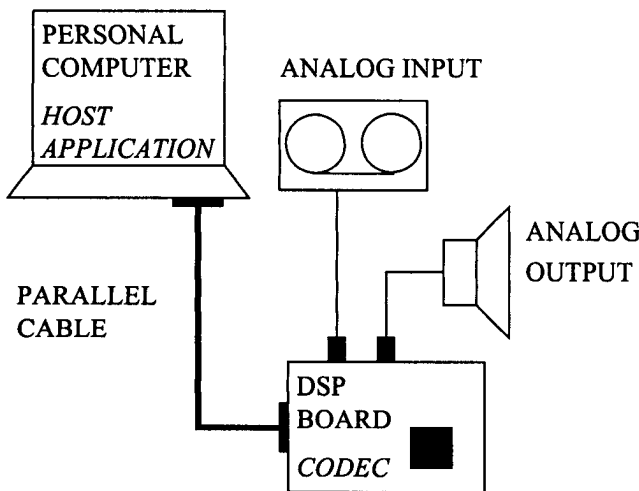 PERSONAL
COMPUTER
HOST
APPLICATION
ANALOG INPUT
ANALOG
OUTPUT
PARALLEL
CABLE
DSP
BOARD
CODEC